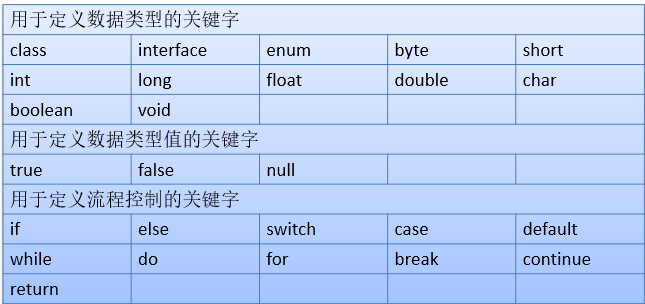 用于定义数据类型的关键字
class interface enum byte short
int long float double char
boolean void
用于定义数据类型值的关键字
true false null
用于定义流程控制的关键字
if else switch case default
while do for break continue
return